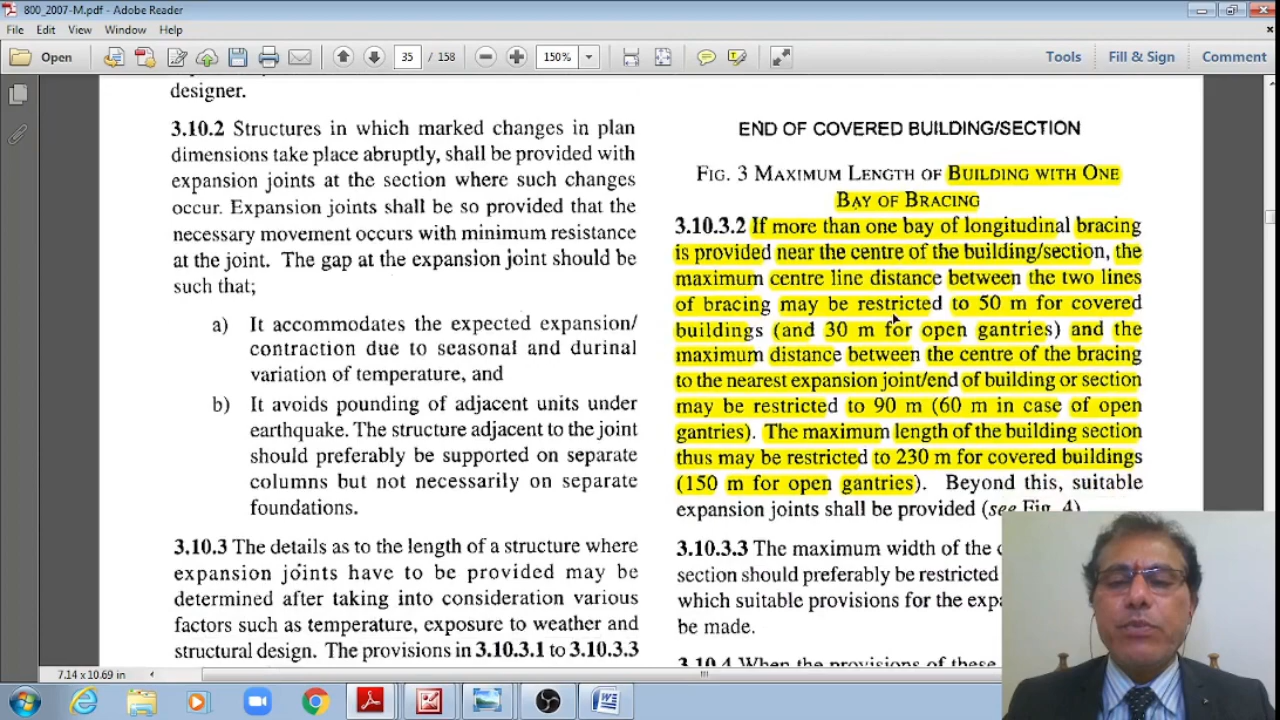 800_2007-M.pdf - Adobe Reader
File Edit View Window Help
Open
35 / 158
150%
Tools Fill & Sign Comment
designer.
3.10.2 Structures in which marked changes in plan
dimensions take place abruptly, shall be provided with
expansion joints at the section where such changes
occur. Expansion joints shall be so provided that the
necessary movement occurs with minimum resistance
at the joint. The gap at the expansion joint should be
such that;
a) It accommodates the expected expansion/
contraction due to seasonal and durinal
variation of temperature, and
b) It avoids pounding of adjacent units under
earthquake. The structure adjacent to the joint
should preferably be supported on separate
columns but not necessarily on separate
foundations.
3.10.3 The details as to the length of a structure where
expansion joints have to be provided may be
determined after taking into consideration various
factors such as temperature, exposure to weather and
structural design. The provisions in 3.10.3.1 to 3.10.3.3
END OF COVERED BUILDING/SECTION
FIG. 3 MAXIMUM LENGTH OF BUILDING WITH ONE
BAY OF BRACING
3.10.3.2 If more than one bay of longitudinal bracing
is provided near the centre of the building/section, the
maximum centre line distance between the two lines
of bracing may be restricted to 50 m for covered
buildings (and 30 m for open gantries) and the
maximum distance between the centre of the bracing
to the nearest expansion joint/end of building or section
may be restricted to 90 m (60 m in case of open
gantries). The maximum length of the building section
thus may be restricted to 230 m for covered buildings
(150 m for open gantries). Beyond this, suitable
expansion joints shall be provided (see Fig. 4)
3.10.3.3 The maximum width of the
section should preferably be restricted
which suitable provisions for the
be made.
3.10.4 When the provisions of these
7.14 x 10.69 in